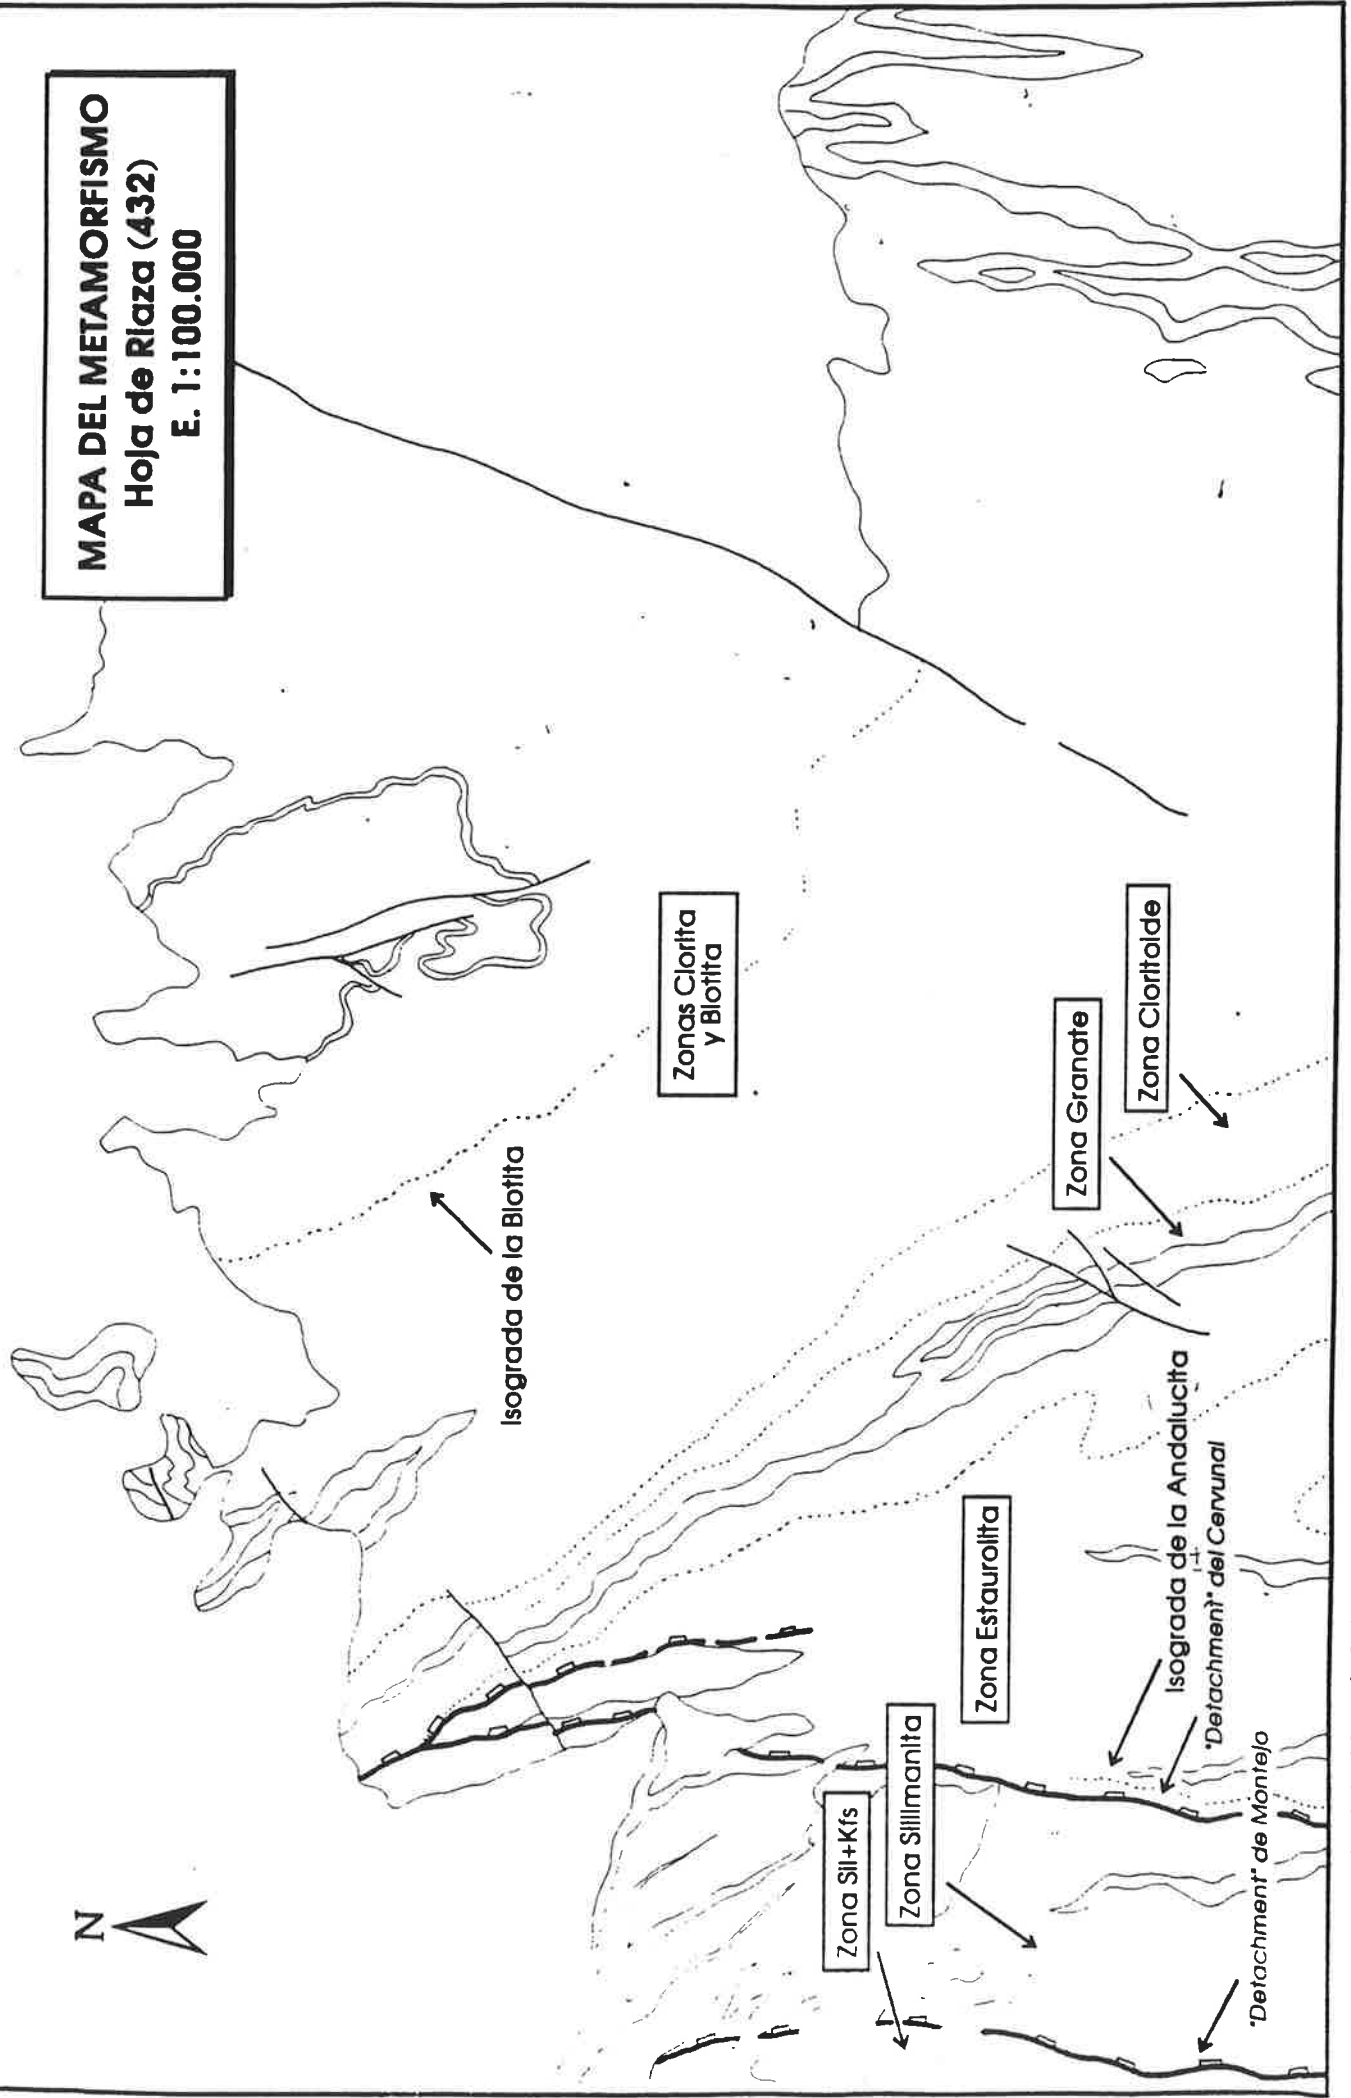 MAPA DEL METAMORFISMO
Hoja de Riaza (432)
E. 1:100.000
N
Isograda de la Biotita
Zonas Clorita
y Biotita
Zona Granate
Zona Cloritoide
Zona Estaurolita
Isograda de la Andalucita
"Detachment" del Cervunal
Zona Sil+Kfs
Zona Sillimanita
"Detachment" de Montejo